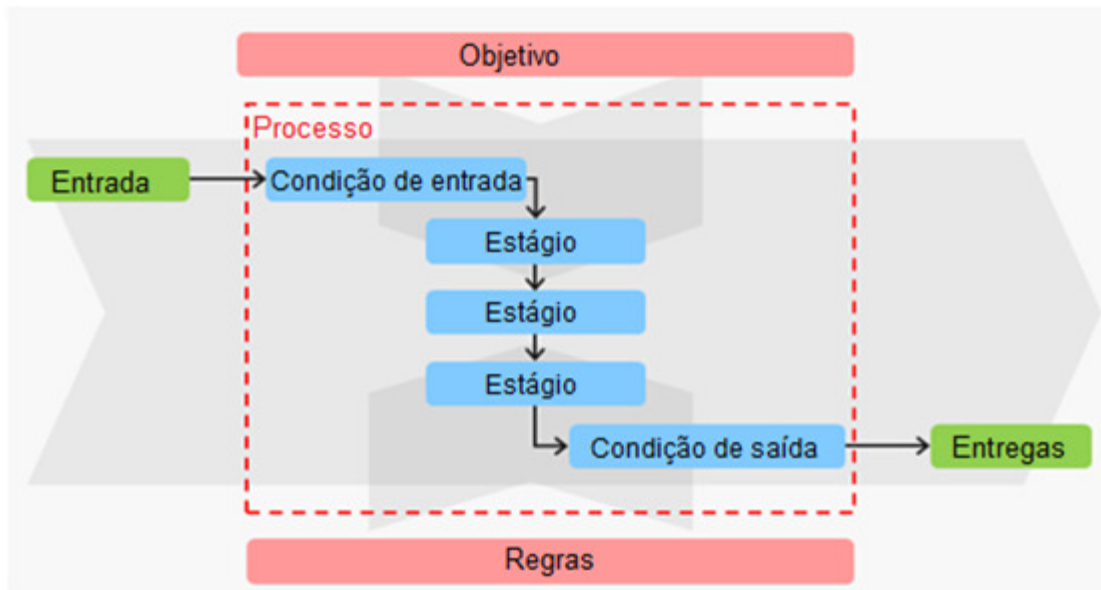 Objetivo
Processo
Entrada
Condição de entrada
Estágio
Estágio
Estágio
Condição de saída
Entregas
Regras